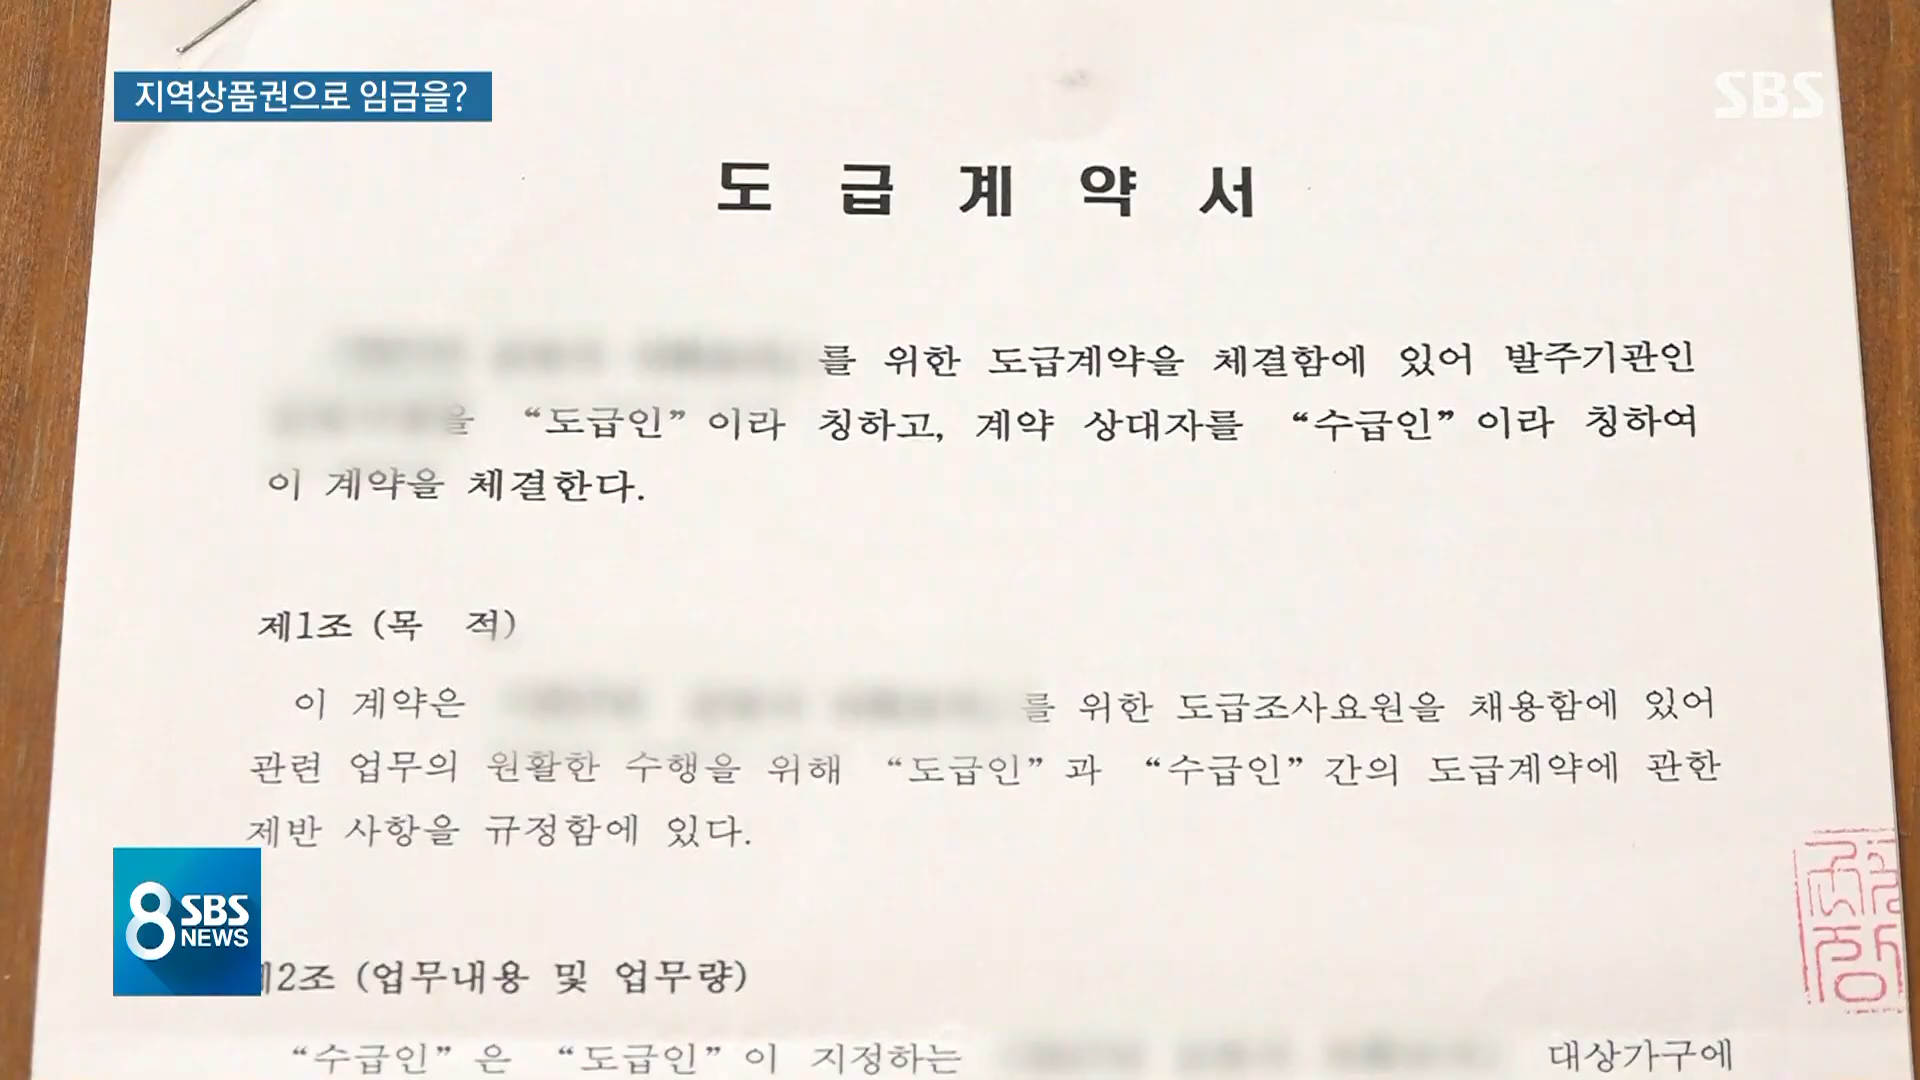 지역상품권으로 임금을?
SBS
도 급 계 약 서
를 위한 도급계약을 체결함에 있어 발주기관인
을 “도급인” 이라 칭하고, 계약 상대자를 “수급인” 이라 칭하여
이 계약을 체결한다.
제1조 (목 적)
이 계약은 를 위한 도급조사요원을 채용함에 있어
관련 업무의 원활한 수행을 위해 “도급인” 과 “수급인” 간의 도급계약에 관한
제반 사항을 규정함에 있다.
8 SBS NEWS
2조 (업무내용 및 업무량)
“수급인” 은 “도급인” 이 지정하는 대상가구에